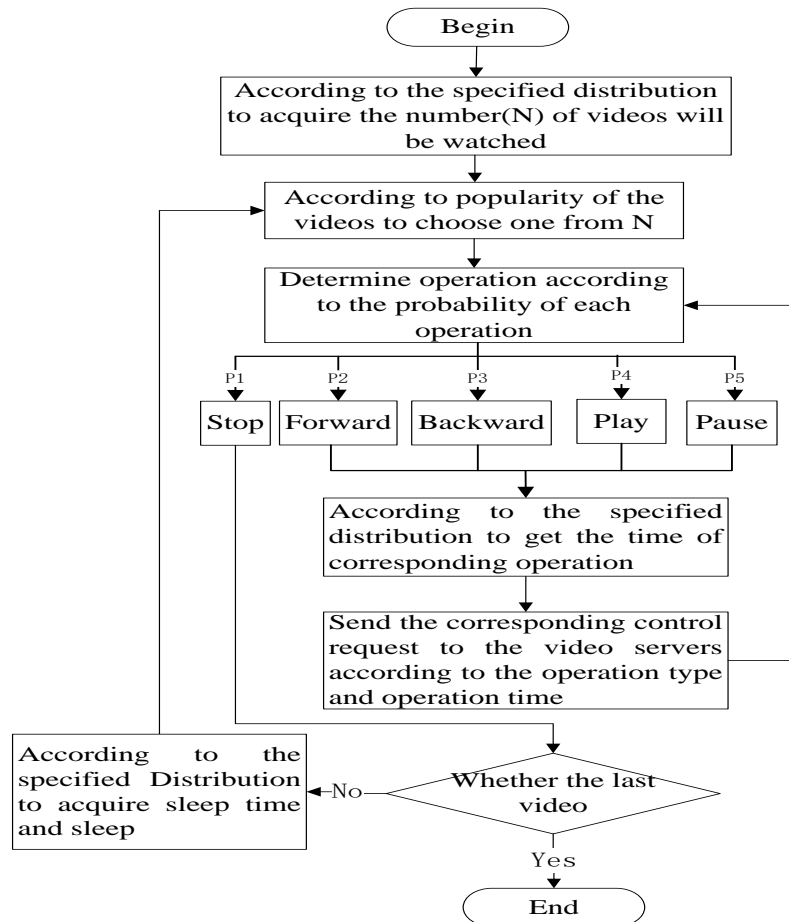 Begin
According to the specified distribution
to acquire the number(N) of videos will
be watched
According to popularity of the
videos to choose one from N
Determine operation according
to the probability of each
operation
P1 P2 P3 P4 P5
Stop Forward Backward Play Pause
According to the specified
distribution to get the time of
corresponding operation
Send the corresponding control
request to the video servers
according to the operation type
and operation time
According to the
specified Distribution
to acquire sleep time
and sleep
No
Whether the last
video
Yes
End